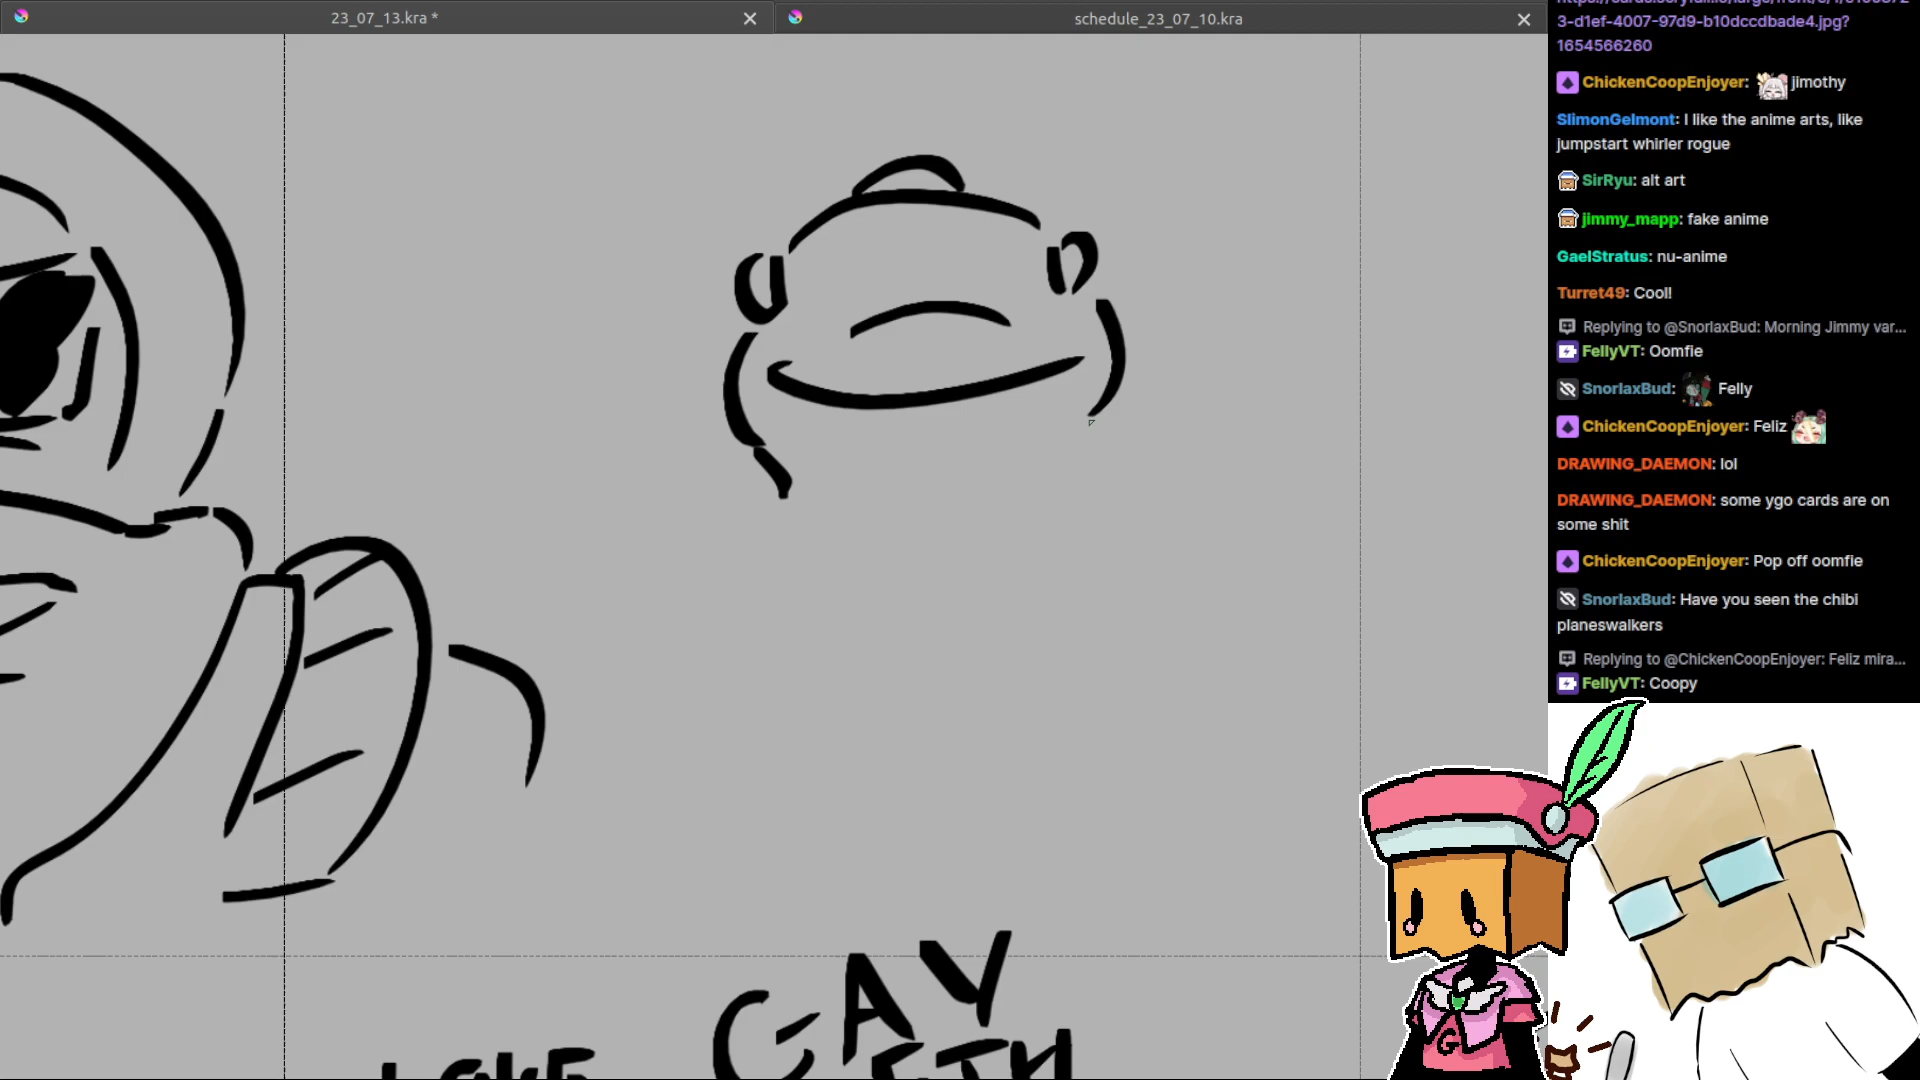 23_07_13.kra *
schedule_23_07_10.kra
3-d1ef-4007-97d9-b10dccdbade4.jpg?
1654566260
ChickenCoopEnjoyer: jimothy
SlimonGelmont: I like the anime arts, like
jumpstart whirler rogue
SirRyu: alt art
jimmy_mapp: fake anime
GaelStratus: nu-anime
Turret49: Cool!
Replying to @SnorlaxBud: Morning Jimmy var...
FellyVT: Oomfie
SnorlaxBud: Felly
ChickenCoopEnjoyer: Feliz
DRAWING_DAEMON: lol
DRAWING_DAEMON: some ygo cards are on
some shit
ChickenCoopEnjoyer: Pop off oomfie
SnorlaxBud: Have you seen the chibi
planeswalkers
Replying to @ChickenCoopEnjoyer: Feliz mira...
FellyVT: Coopy
G
GAY